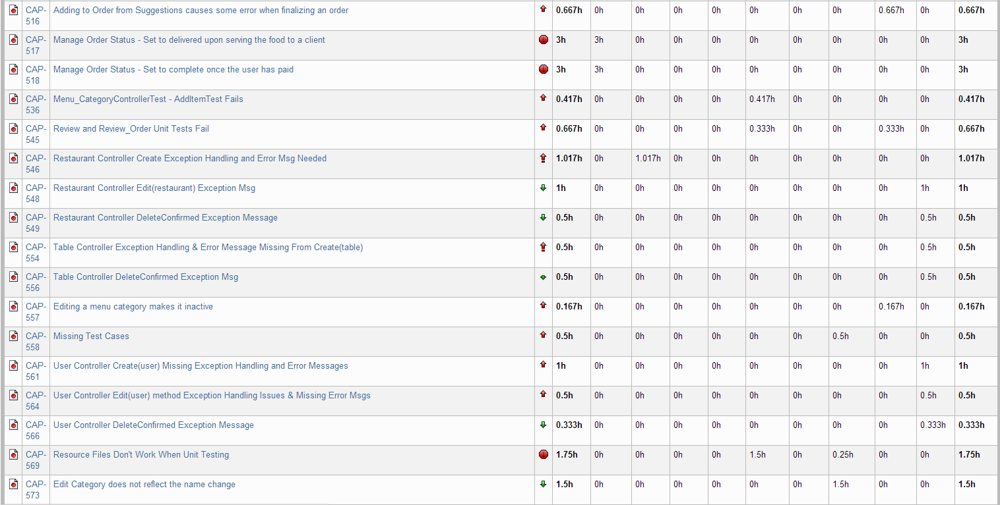 CAP-516 Adding to Order from Suggestions causes some error when finalizing an order 0.667h 0h 0h 0h 0h 0h 0h 0h 0.667h 0h 0.667h
CAP-517 Manage Order Status - Set to delivered upon serving the food to a client 3h 3h 0h 0h 0h 0h 0h 0h 0h 0h 3h
CAP-518 Manage Order Status - Set to complete once the user has paid 3h 3h 0h 0h 0h 0h 0h 0h 0h 0h 3h
CAP-536 Menu_CategoryControllerTest - AddItemTest Fails 0.417h 0h 0h 0h 0h 0.417h 0h 0h 0h 0h 0.417h
CAP-545 Review and Review_Order Unit Tests Fail 0.667h 0h 0h 0h 0h 0.333h 0h 0h 0.333h 0h 0.667h
CAP-546 Restaurant Controller Create Exception Handling and Error Msg Needed 1.017h 0h 1.017h 0h 0h 0h 0h 0h 0h 0h 1.017h
CAP-548 Restaurant Controller Edit(restaurant) Exception Msg 1h 0h 0h 0h 0h 0h 0h 0h 0h 1h 1h
CAP-549 Restaurant Controller DeleteConfirmed Exception Message 0.5h 0h 0h 0h 0h 0h 0h 0h 0h 0.5h 0.5h
CAP-554 Table Controller Exception Handling & Error Message Missing From Create(table) 0.5h 0h 0h 0h 0h 0h 0h 0h 0h 0.5h 0.5h
CAP-556 Table Controller DeleteConfirmed Exception Msg 0.5h 0h 0h 0h 0h 0h 0h 0h 0h 0.5h 0.5h
CAP-557 Editing a menu category makes it inactive 0.167h 0h 0h 0h 0h 0h 0h 0h 0.167h 0h 0.167h
CAP-558 Missing Test Cases 0.5h 0h 0h 0h 0h 0h 0h 0.5h 0h 0h 0.5h
CAP-561 User Controller Create(user) Missing Exception Handling and Error Messages 1h 0h 0h 0h 0h 0h 0h 0h 0h 1h 1h
CAP-564 User Controller Edit(user) method Exception Handling Issues & Missing Error Msgs 0.5h 0h 0h 0h 0h 0h 0h 0h 0h 0.5h 0.5h
CAP-566 User Controller DeleteConfirmed Exception Message 0.333h 0h 0h 0h 0h 0h 0h 0h 0h 0.333h 0.333h
CAP-569 Resource Files Don't Work When Unit Testing 1.75h 0h 0h 0h 0h 1.5h 0h 0.25h 0h 0h 1.75h
CAP-573 Edit Category does not reflect the name change 1.5h 0h 0h 0h 0h 0h 0h 1.5h 0h 0h 1.5h